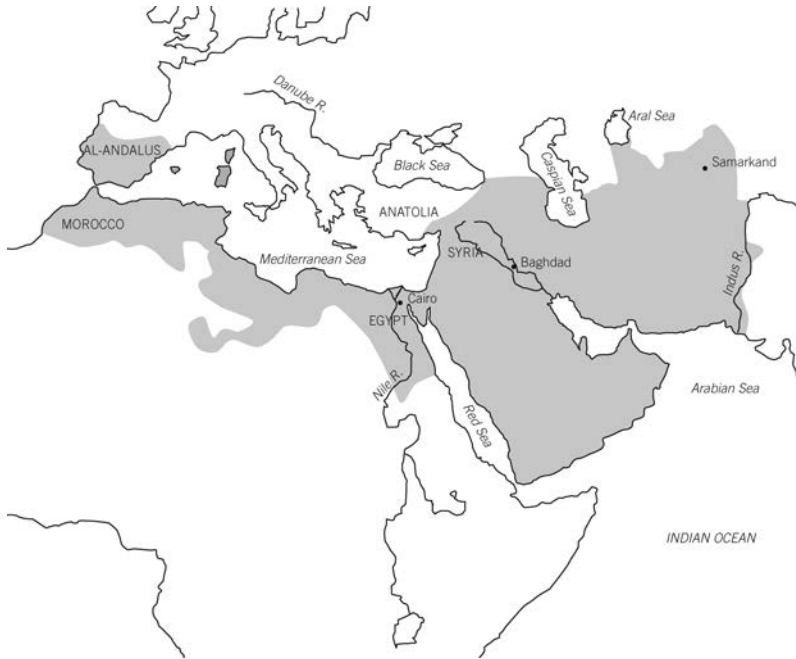 Danube R.
Aral Sea
AL-ANDALUS
Black Sea
Caspian Sea
Samarkand
ANATOLIA
MOROCCO
Mediterranean Sea
SYRIA
Baghdad
Indus R.
Cairo
EGYPT
Nile R.
Red Sea
Arabian Sea
INDIAN OCEAN